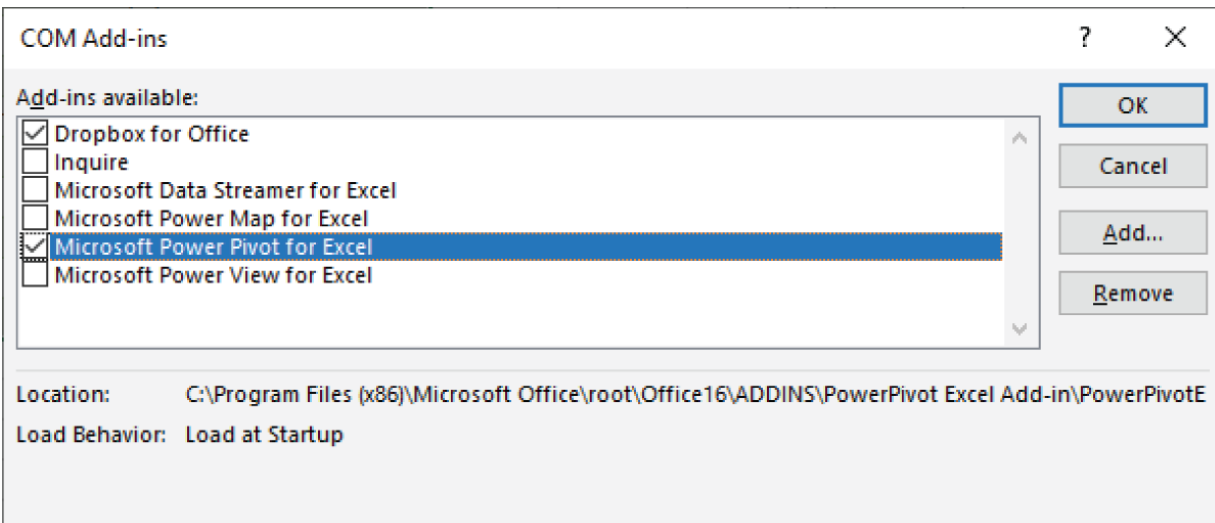 COM Add-ins
? ×
Add-ins available:
Dropbox for Office
Inquire
Microsoft Data Streamer for Excel
Microsoft Power Map for Excel
Microsoft Power Pivot for Excel
Microsoft Power View for Excel
OK
Cancel
Add...
Remove
Location: C:\Program Files (x86)\Microsoft Office\root\Office16\ADDINS\PowerPivot Excel Add-in\PowerPivotE
Load Behavior: Load at Startup